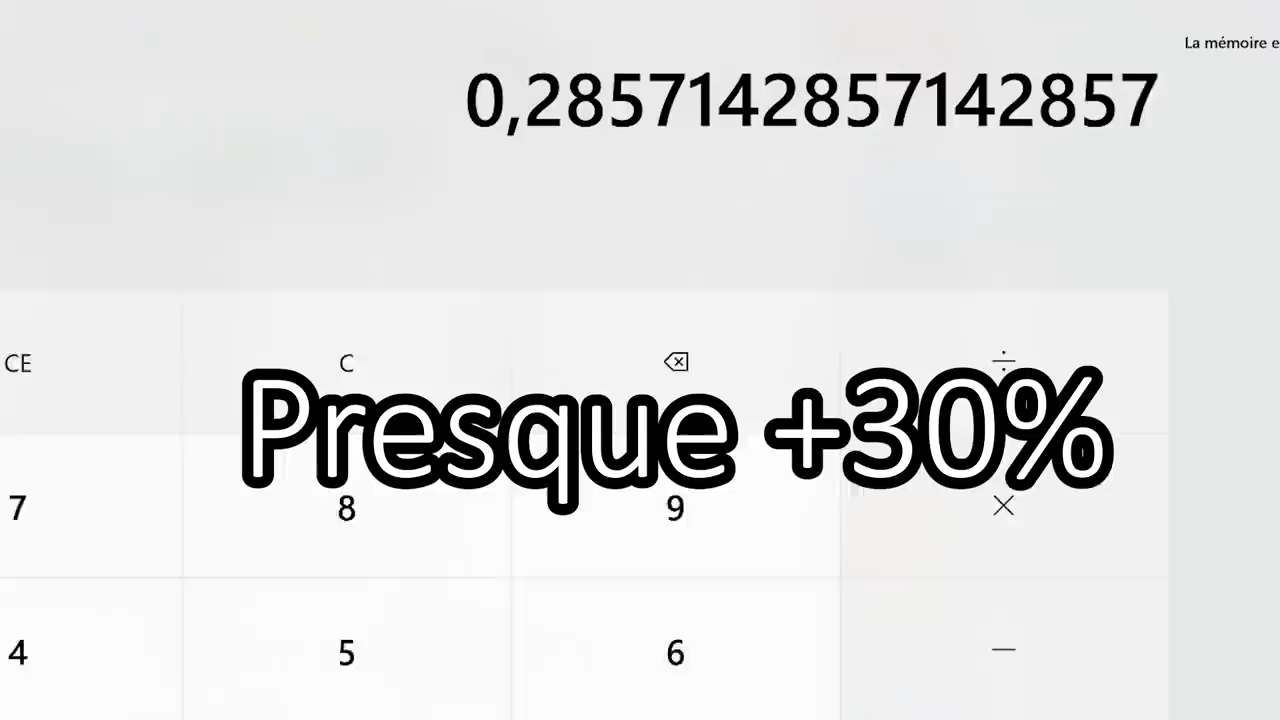 La mémoire e
0,2857142857142857
CE C ÷
Presque +30%
7 8 9 ×
4 5 6 —